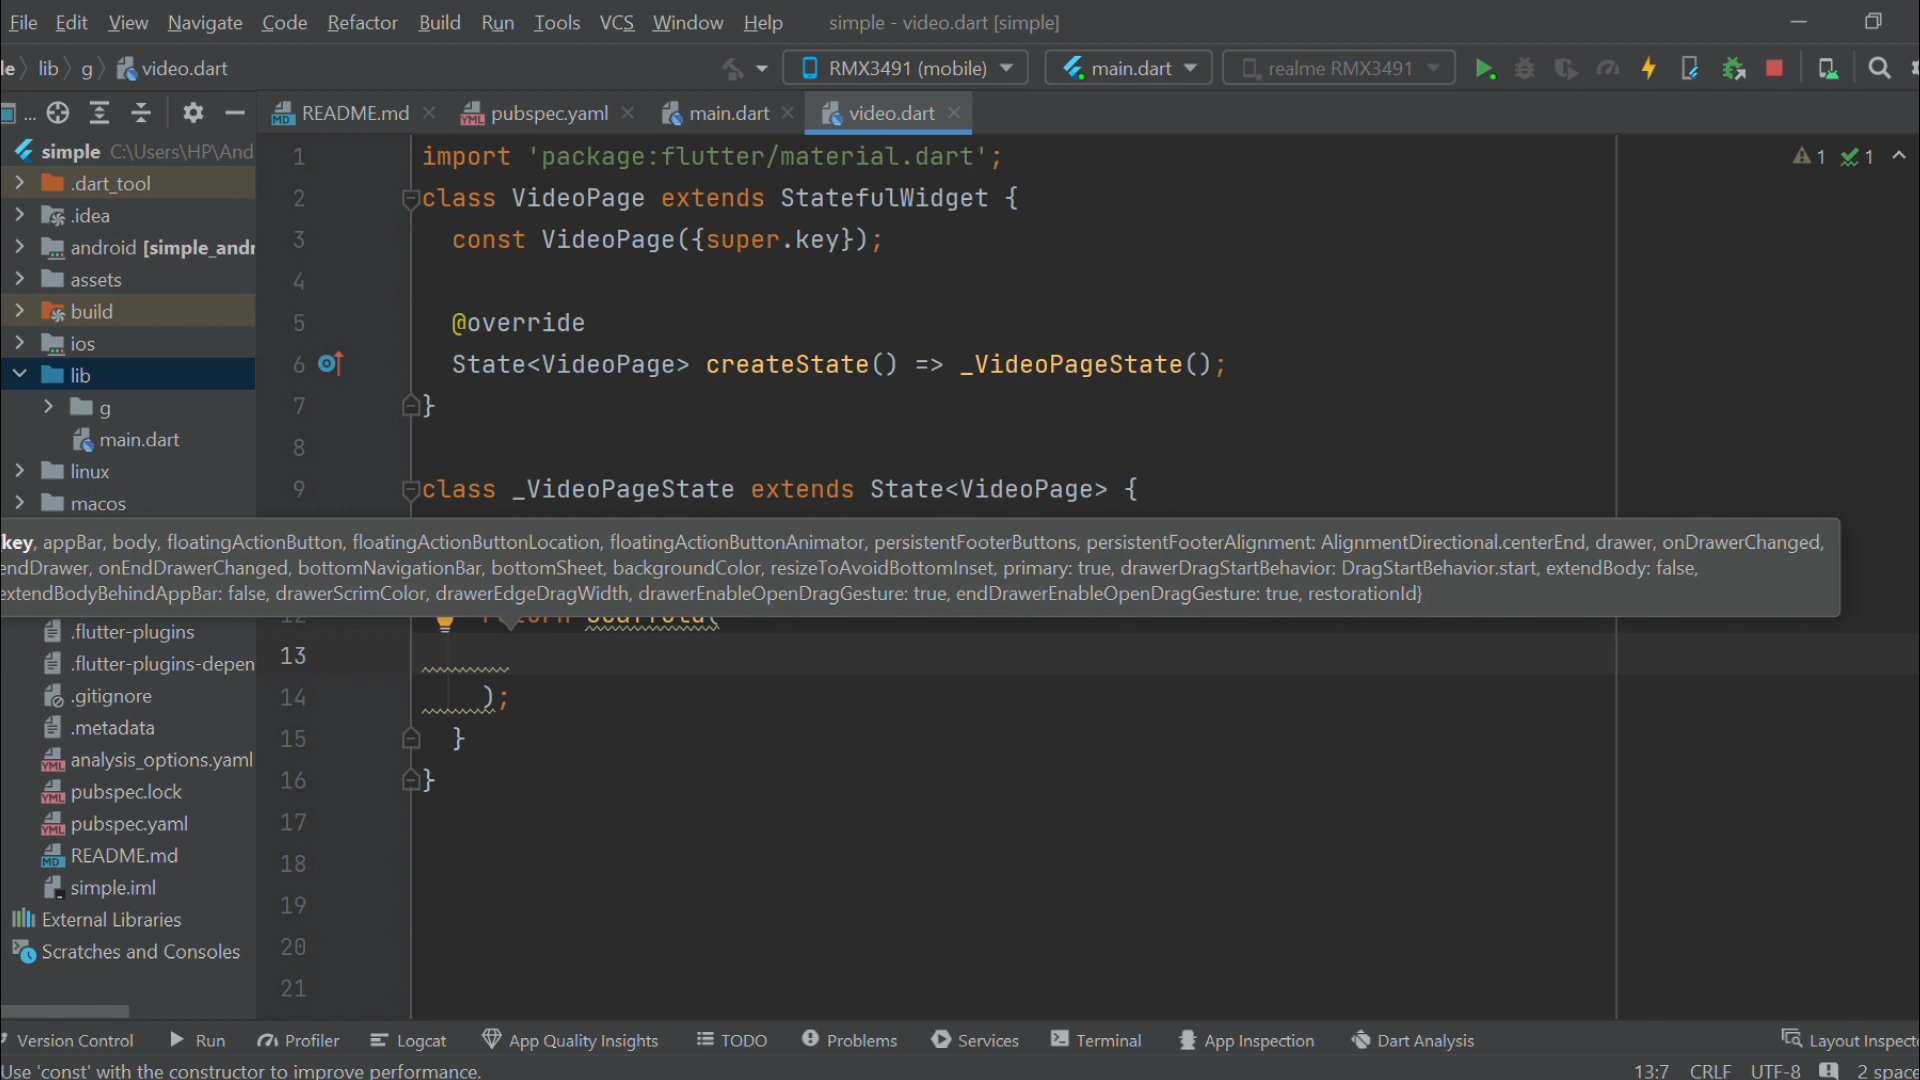 File Edit View Navigate Code Refactor Build Run Tools VCS Window Help simple - video.dart [simple]
le lib g video.dart RMX3491 (mobile) main.dart realme RMX3491
... README.md pubspec.yaml main.dart video.dart
simple C:\Users\HP\And
.dart_tool
.idea
android [simple_andr
assets
build
ios
lib
g
main.dart
linux
macos
1 import 'package:flutter/material.dart';
2 class VideoPage extends StatefulWidget {
3 const VideoPage({super.key});
4
5 @override
6 State<VideoPage> createState() => _VideoPageState();
7 }
8
9 class _VideoPageState extends State<VideoPage> {
1 1
key, appBar, body, floatingActionButton, floatingActionButtonLocation, floatingActionButtonAnimator, persistentFooterButtons, persistentFooterAlignment: AlignmentDirectional.centerEnd, drawer, onDrawerChanged,
endDrawer, onEndDrawerChanged, bottomNavigationBar, bottomSheet, backgroundColor, resizeToAvoidBottomInset, primary: true, drawerDragStartBehavior: DragStartBehavior.start, extendBody: false,
extendBodyBehindAppBar: false, drawerScrimColor, drawerEdgeDragWidth, drawerEnableOpenDragGesture: true, endDrawerEnableOpenDragGesture: true, restorationId}
12 return Scaffold(
13
14 );
15 }
16 }
17
18
19
20
21
.flutter-plugins
.flutter-plugins-depen
.gitignore
.metadata
analysis_options.yaml
pubspec.lock
pubspec.yaml
README.md
simple.iml
External Libraries
Scratches and Consoles
Version Control Run Profiler Logcat App Quality Insights TODO Problems Services Terminal App Inspection Dart Analysis Layout Inspect
Use 'const' with the constructor to improve performance. 13:7 CRLF UTF-8 2 space